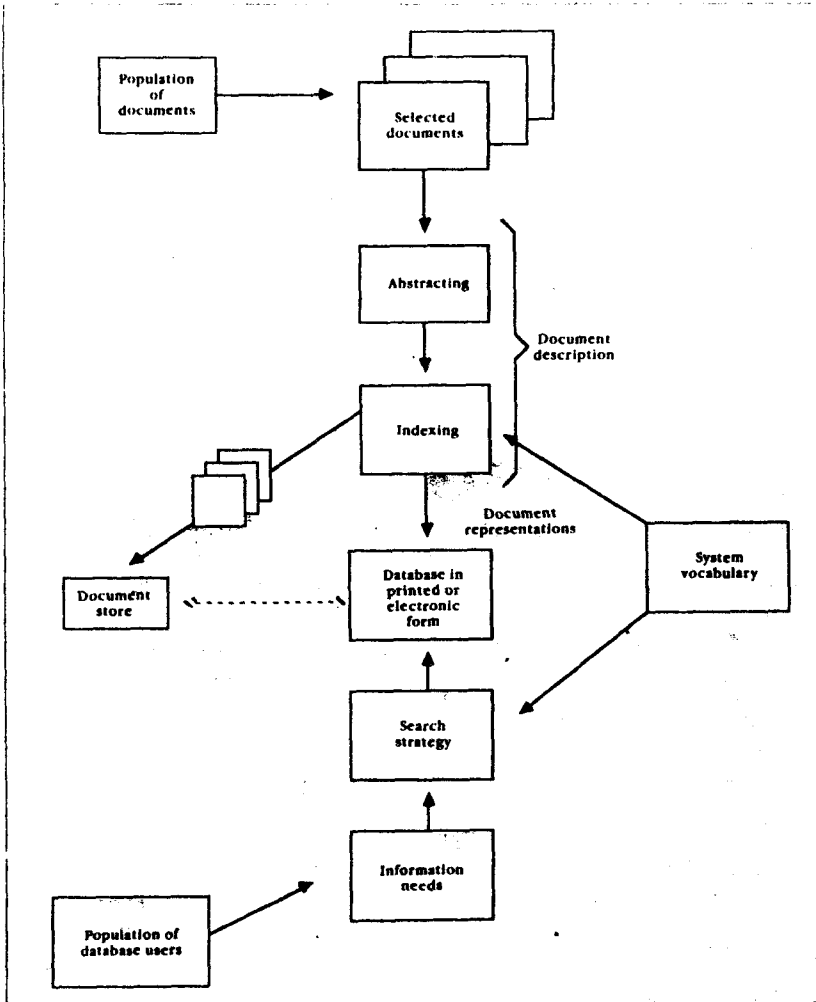 Population
of
documents
Selected
documents
Abstracting
Document
description
Indexing
Document
representations
System
vocabulary
Document
store
Database in
printed or
electronic
form
Search
strategy
Information
needs
Population of
database users